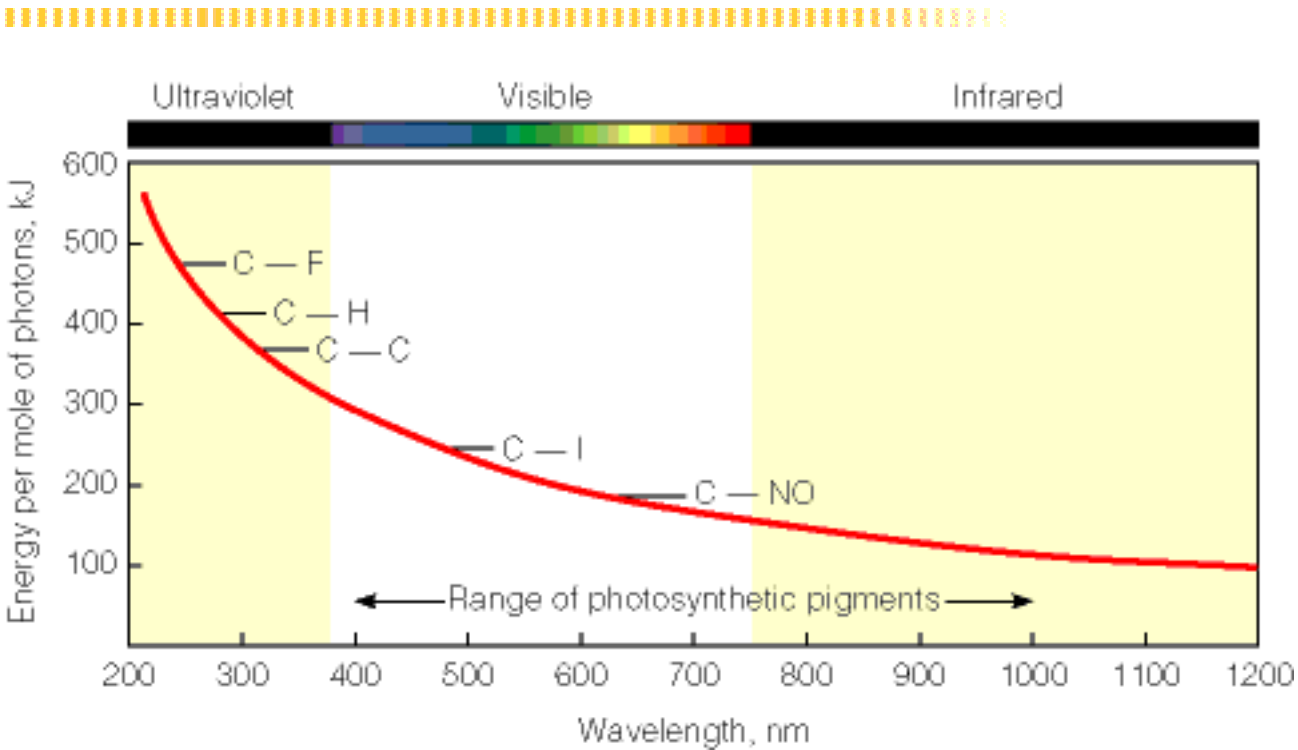 Ultraviolet Visible Infrared
Energy per mole of photons, kJ
600
500
400
300
200
100
C — F
C — H
C — C
C — I
C — NO
Range of photosynthetic pigments
200 300 400 500 600 700 800 900 1000 1100 1200
Wavelength, nm